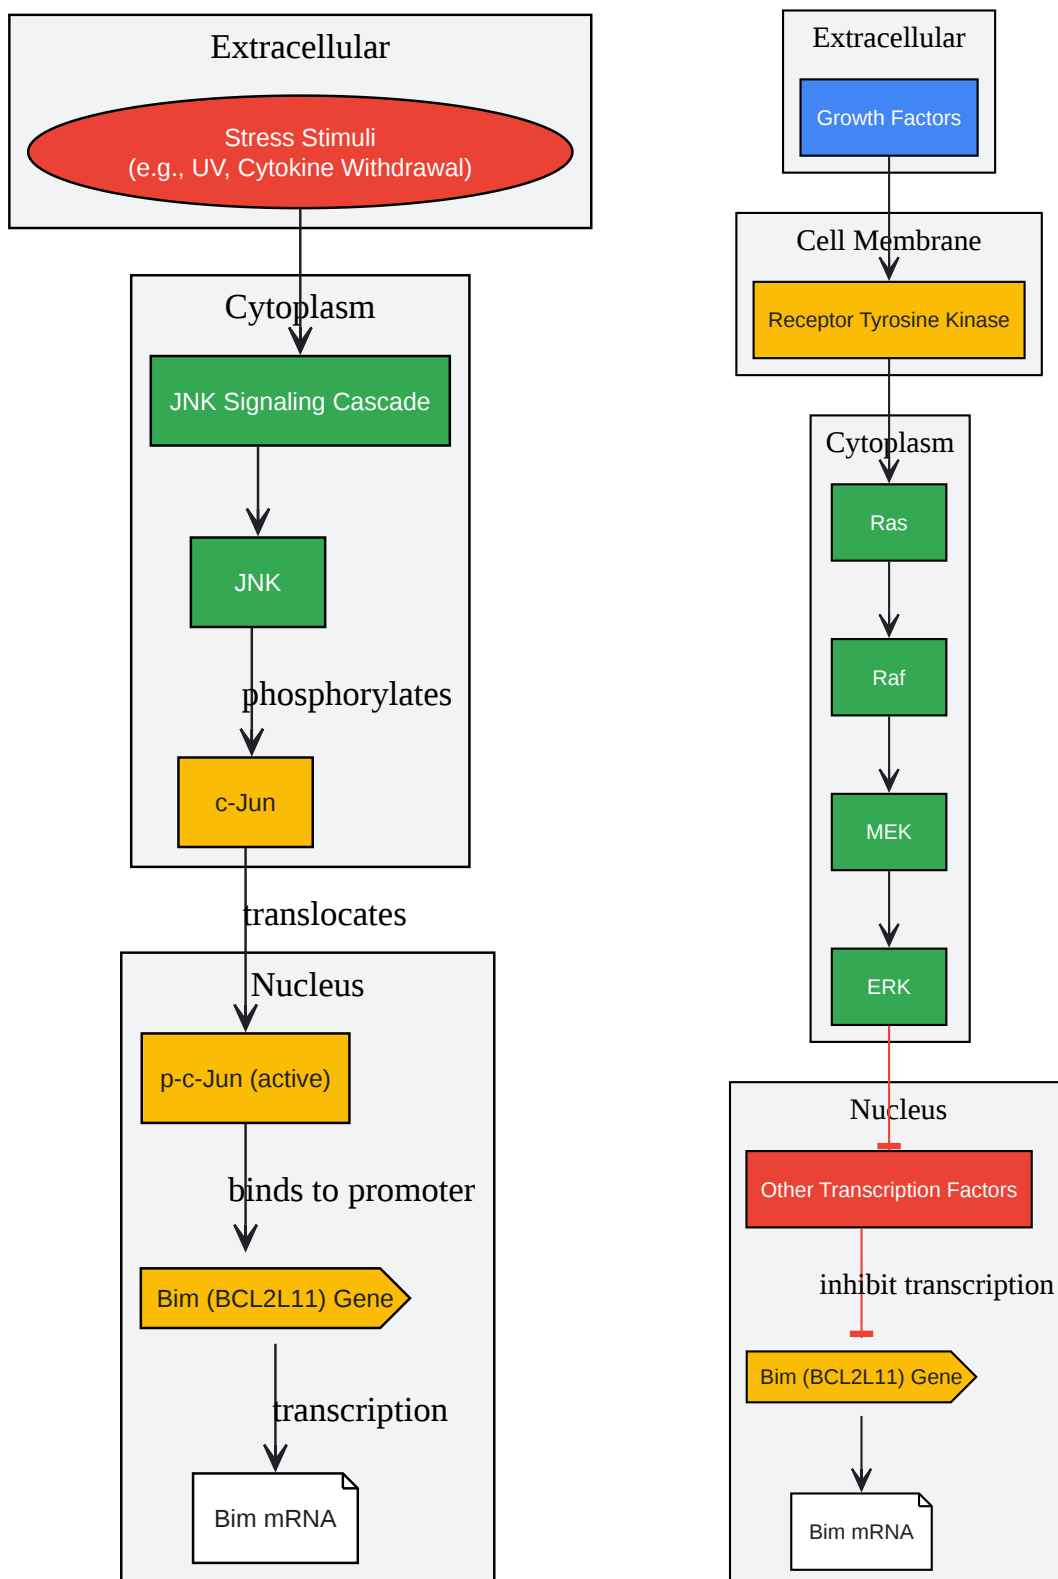 Extracellular
Stress Stimuli
(e.g., UV, Cytokine Withdrawal)
Cytoplasm
JNK Signaling Cascade
JNK
phosphorylates
c-Jun
translocates
Nucleus
p-c-Jun (active)
binds to promoter
Bim (BCL2L11) Gene
transcription
Bim mRNA
Extracellular
Growth Factors
Cell Membrane
Receptor Tyrosine Kinase
Cytoplasm
Ras
Raf
MEK
ERK
Nucleus
Other Transcription Factors
inhibit transcription
Bim (BCL2L11) Gene
Bim mRNA